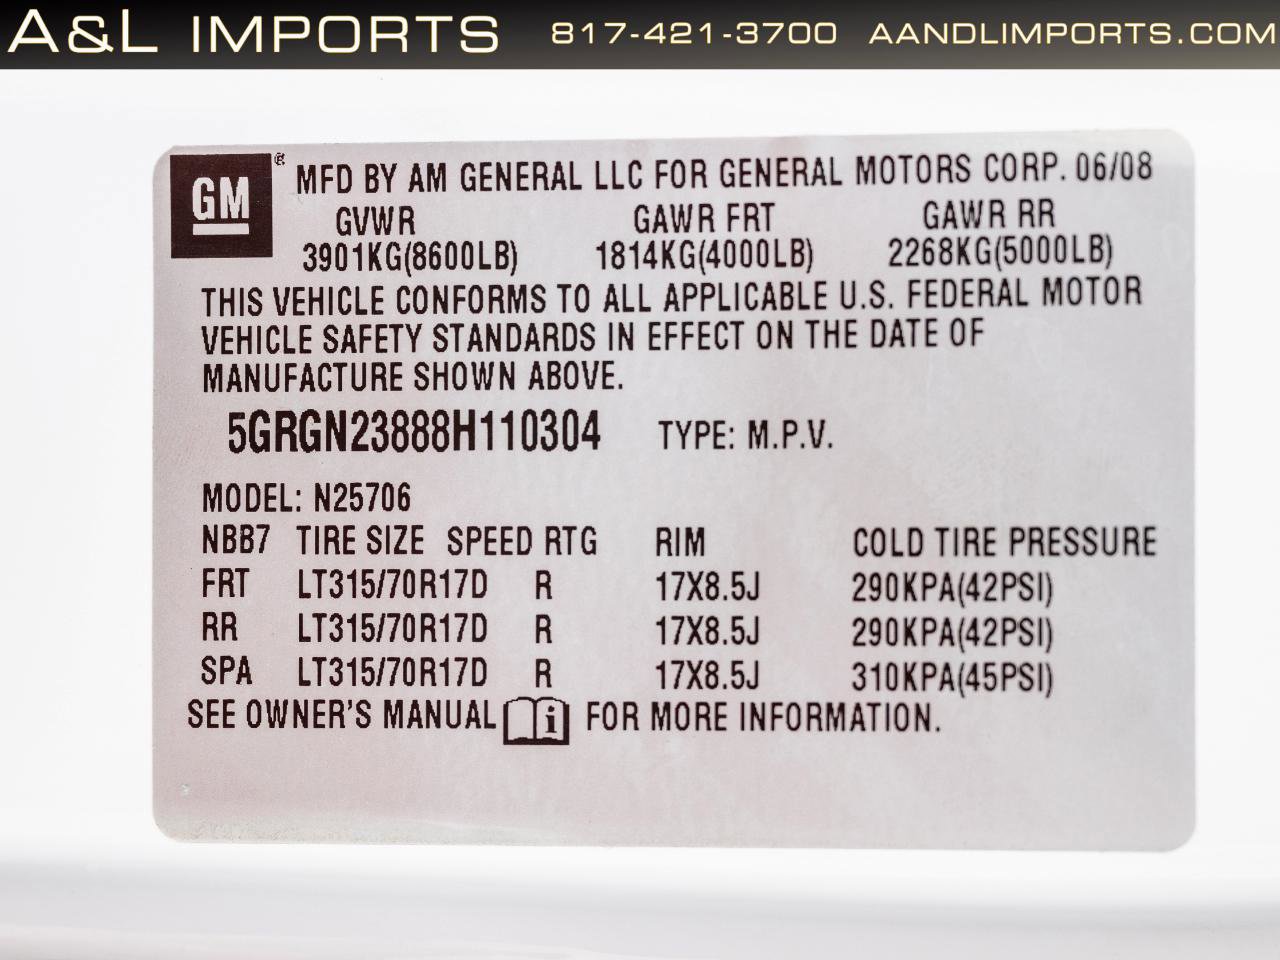 A&L IMPORTS 817-421-3700 AANDLIMPORTS.COM
GM ® MFD BY AM GENERAL LLC FOR GENERAL MOTORS CORP. 06/08
GVWR GAWR FRT GAWR RR
3901KG(8600LB) 1814KG(4000LB) 2268KG(5000LB)
THIS VEHICLE CONFORMS TO ALL APPLICABLE U.S. FEDERAL MOTOR
VEHICLE SAFETY STANDARDS IN EFFECT ON THE DATE OF
MANUFACTURE SHOWN ABOVE.
5GRGN23888H110304 TYPE: M.P.V.
MODEL: N25706
NBB7 TIRE SIZE SPEED RTG RIM COLD TIRE PRESSURE
FRT LT315/70R17D R 17X8.5J 290KPA(42PSI)
RR LT315/70R17D R 17X8.5J 290KPA(42PSI)
SPA LT315/70R17D R 17X8.5J 310KPA(45PSI)
SEE OWNER'S MANUAL i FOR MORE INFORMATION.